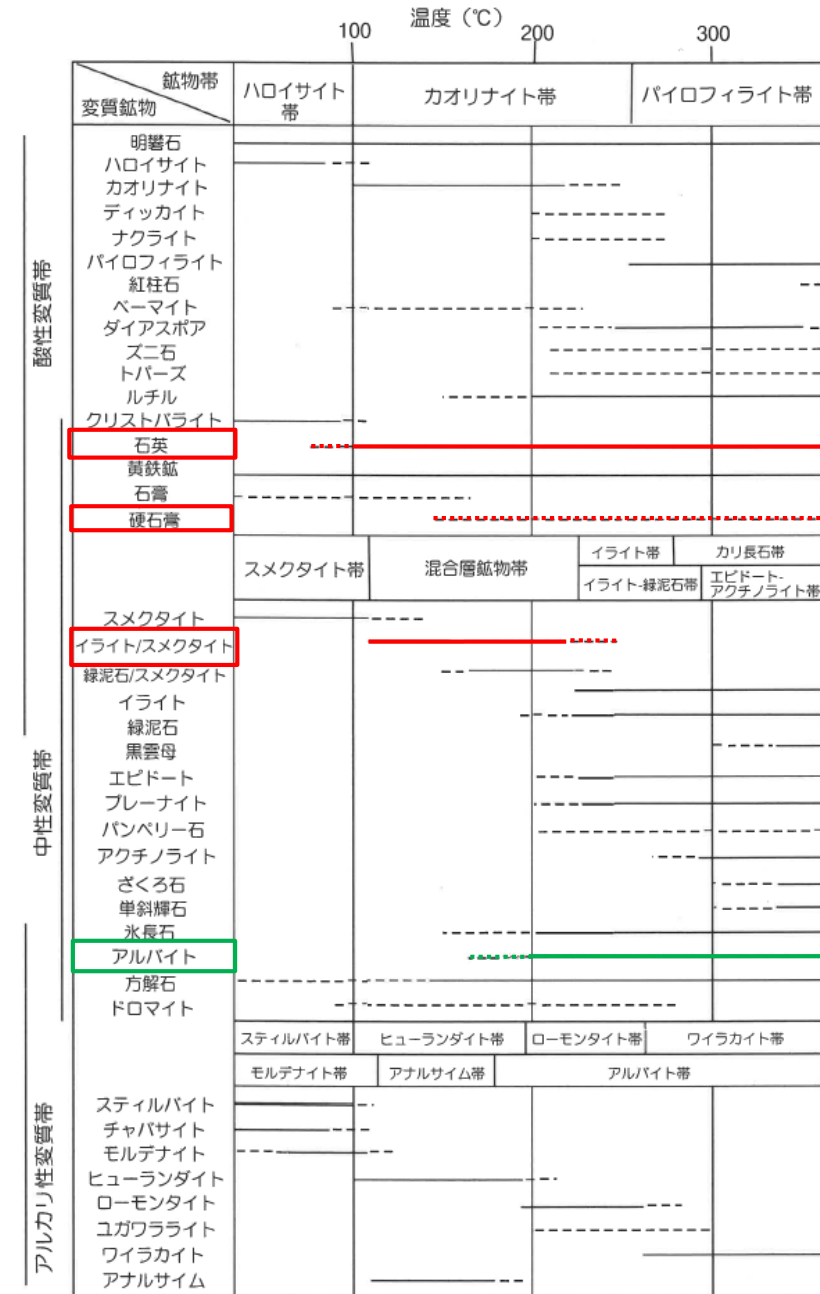 温度（℃）
100
200
300
鉱物帯
変質鉱物
ハロイサイト
帯
カオリナイト帯
パイロフィライト帯
酸性変質帯
明礬石
ハロイサイト
カオリナイト
ディッカイト
ナクライト
パイロフィライト
紅柱石
ベーマイト
ダイアスポア
ズニ石
トパーズ
ルチル
クリストバライト
石英
黄鉄鉱
石膏
硬石膏
スメクタイト帯
混合層鉱物帯
イライト帯
カリ長石帯
イライト-緑泥石帯
エピドート-
アクチノライト帯
中性変質帯
スメクタイト
イライト/スメクタイト
緑泥石/スメクタイト
イライト
緑泥石
黒雲母
エピドート
プレーナイト
パンペリー石
アクチノライト
ざくろ石
単斜輝石
氷長石
アルバイト
方解石
ドロマイト
スティルバイト帯
ヒューランダイト帯
ローモンタイト帯
ワイラカイト帯
モルデナイト帯
アナルサイム帯
アルバイト帯
アルカリ性変質帯
スティルバイト
チャバサイト
モルデナイト
ヒューランダイト
ローモンタイト
ユガワラライト
ワイラカイト
アナルサイム